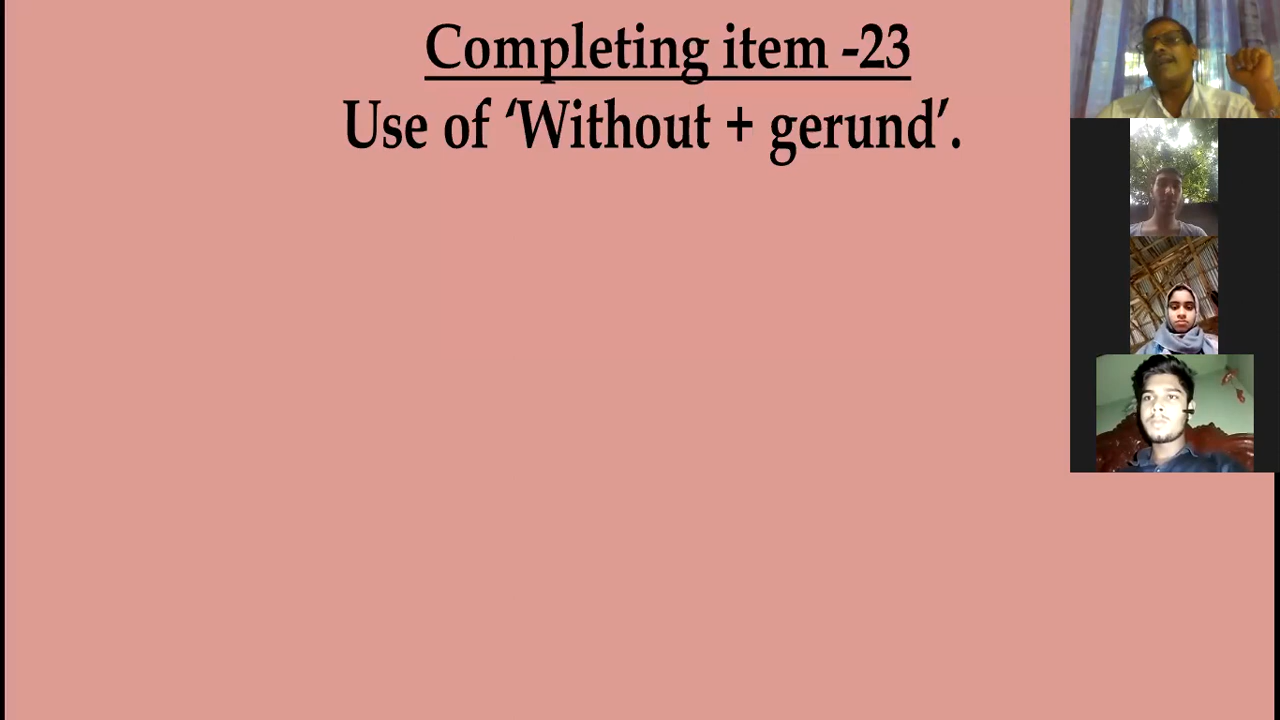 Completing item -23
Use of ‘Without + gerund’.